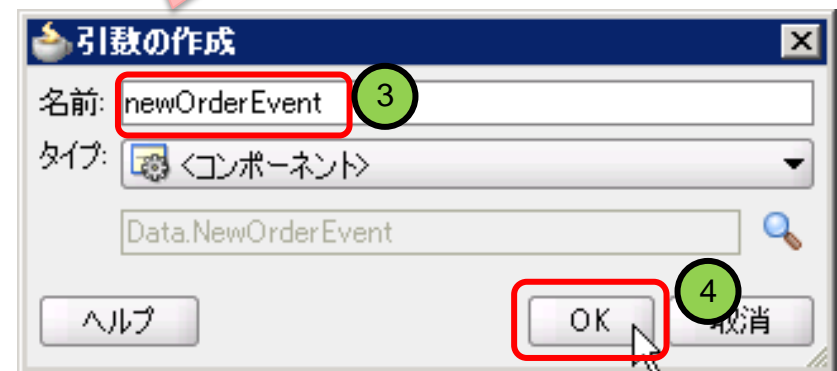 引数の作成
名前: newOrderEvent 3
タイプ: <コンポーネント>
Data.NewOrderEvent
ヘルプ OK 4 取消